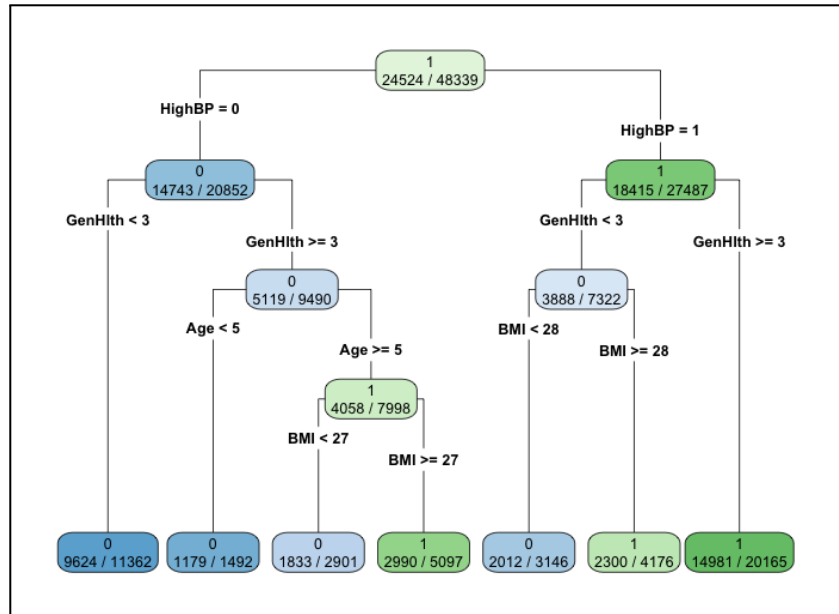 1
24524 / 48339
HighBP = 0
HighBP = 1
0
14743 / 20852
1
18415 / 27487
GenHlth < 3
GenHlth >= 3
GenHlth < 3
GenHlth >= 3
0
5119 / 9490
0
3888 / 7322
Age < 5
Age >= 5
BMI < 28
BMI >= 28
1
4058 / 7998
BMI < 27
BMI >= 27
0
9624 / 11362
0
1179 / 1492
0
1833 / 2901
1
2990 / 5097
0
2012 / 3146
1
2300 / 4176
1
14981 / 20165